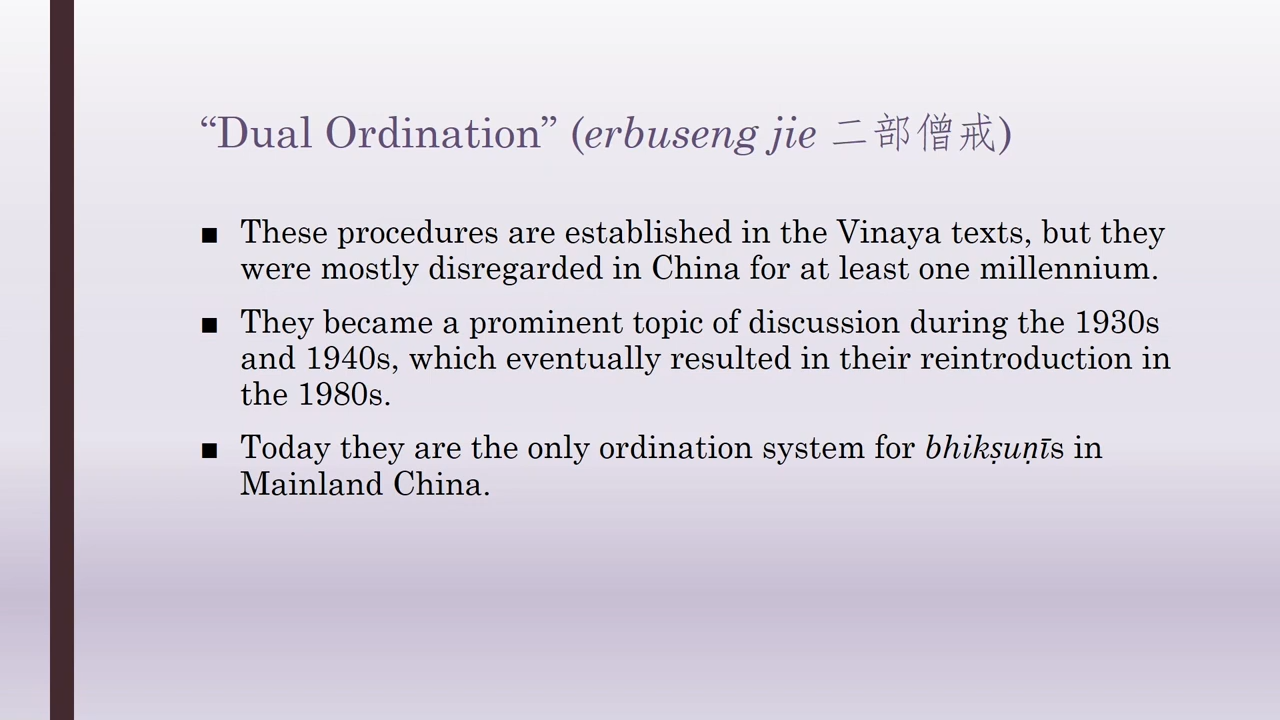 “Dual Ordination” (erbuseng jie 二部僧戒)
■ These procedures are established in the Vinaya texts, but they
were mostly disregarded in China for at least one millennium.
■ They became a prominent topic of discussion during the 1930s
and 1940s, which eventually resulted in their reintroduction in
the 1980s.
■ Today they are the only ordination system for bhikṣuṇīs in
Mainland China.